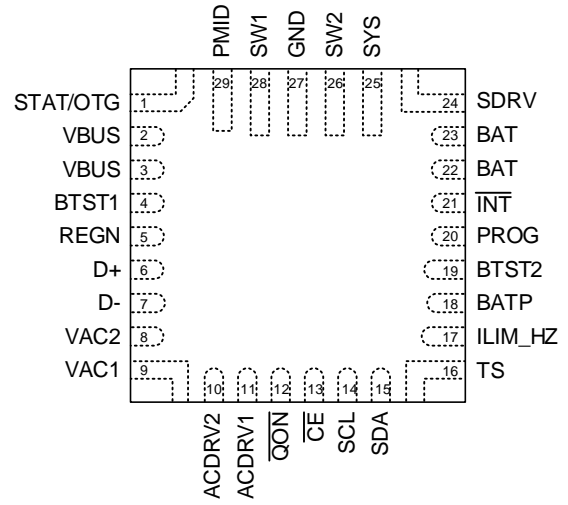 PMID
SW1
GND
SW2
SYS
29
28
27
26
25
STAT/OTG 1
24 SDRV
VBUS 2
23 BAT
VBUS 3
22 BAT
BTST1 4
21 INT
REGN 5
20 PROG
D+ 6
19 BTST2
D- 7
18 BATP
VAC2 8
17 ILIM_HZ
VAC1 9
16 TS
10
11
12
13
14
15
ACDRV2
ACDRV1
QON
CE
SCL
SDA